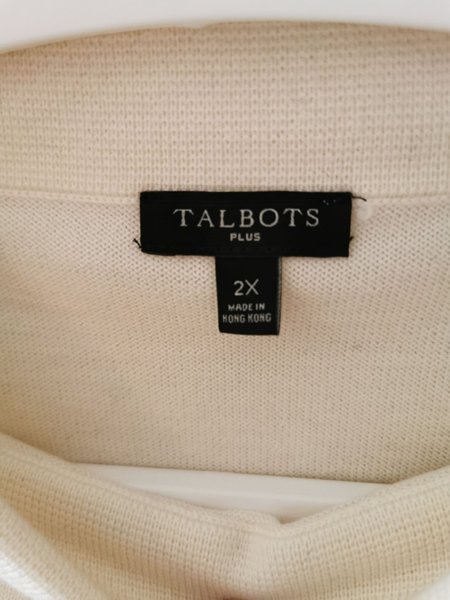 TALBOTS
PLUS
2X
MADE IN
HONG KONG